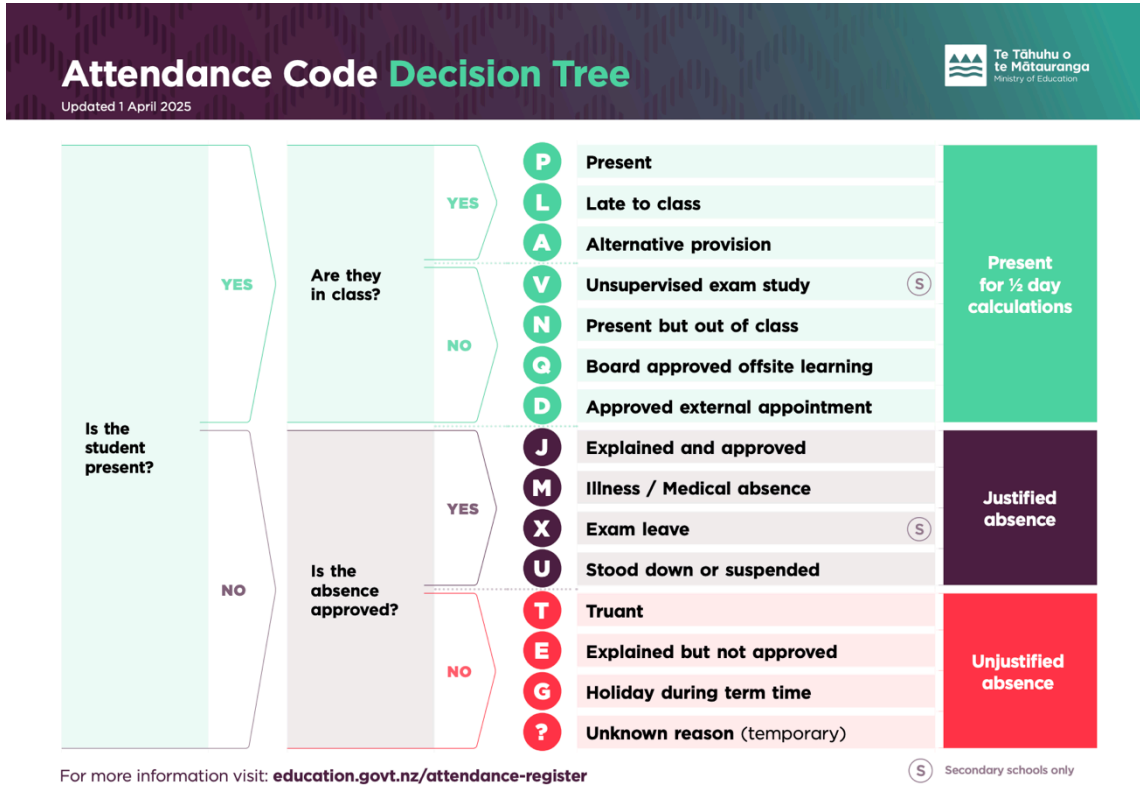 Attendance Code Decision Tree
Updated 1 April 2025
Te Tāhuhu o
te Mātauranga
Ministry of Education
Is the
student
present?
YES
NO
Are they
in class?
YES
NO
Is the
absence
approved?
YES
NO
P Present
L Late to class
A Alternative provision
V Unsupervised exam study S
N Present but out of class
Q Board approved offsite learning
D Approved external appointment
J Explained and approved
M Illness / Medical absence
X Exam leave S
U Stood down or suspended
T Truant
E Explained but not approved
G Holiday during term time
? Unknown reason (temporary)
Present
for ½ day
calculations
Justified
absence
Unjustified
absence
For more information visit: education.govt.nz/attendance-register
S Secondary schools only